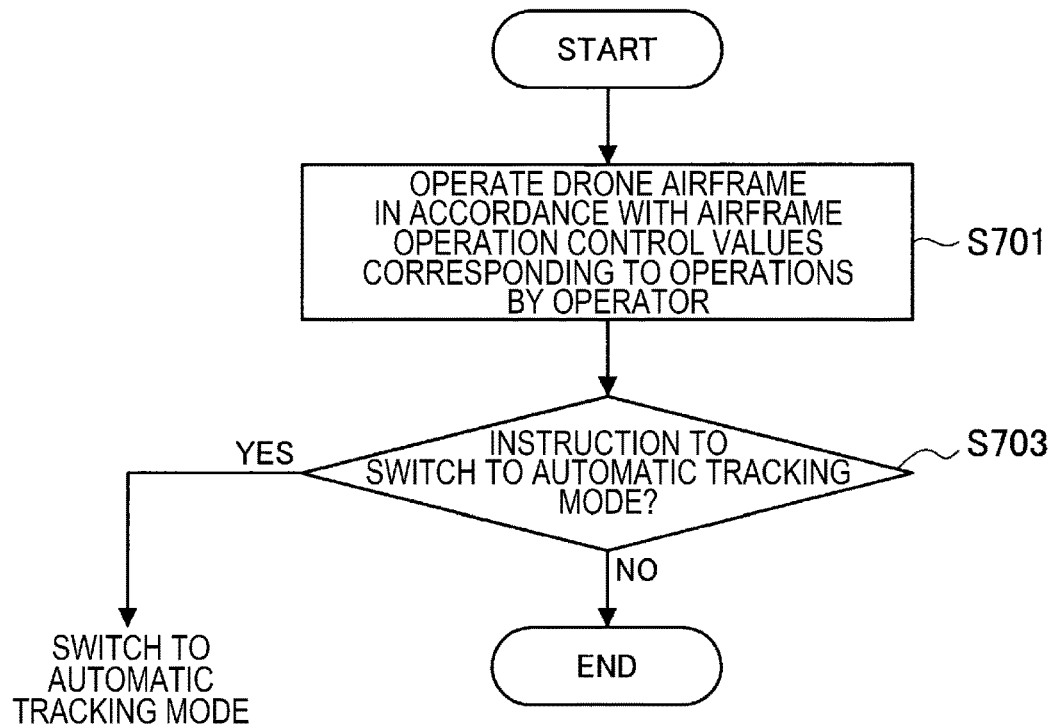 START
OPERATE DRONE AIRFRAME
IN ACCORDANCE WITH AIRFRAME
OPERATION CONTROL VALUES
CORRESPONDING TO OPERATIONS
BY OPERATOR
S701
INSTRUCTION TO
SWITCH TO AUTOMATIC TRACKING
MODE?
S703
YES
NO
SWITCH TO
AUTOMATIC
TRACKING MODE
END